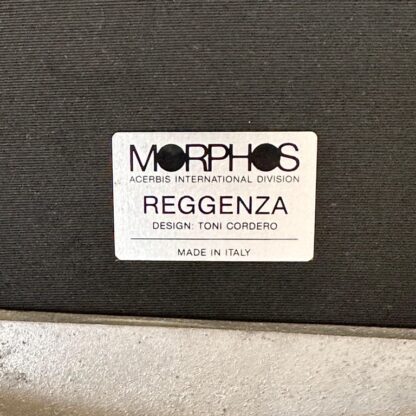 MORPHOS
ACERBIS INTERNATIONAL DIVISION
REGGENZA
DESIGN: TONI CORDERO
MADE IN ITALY